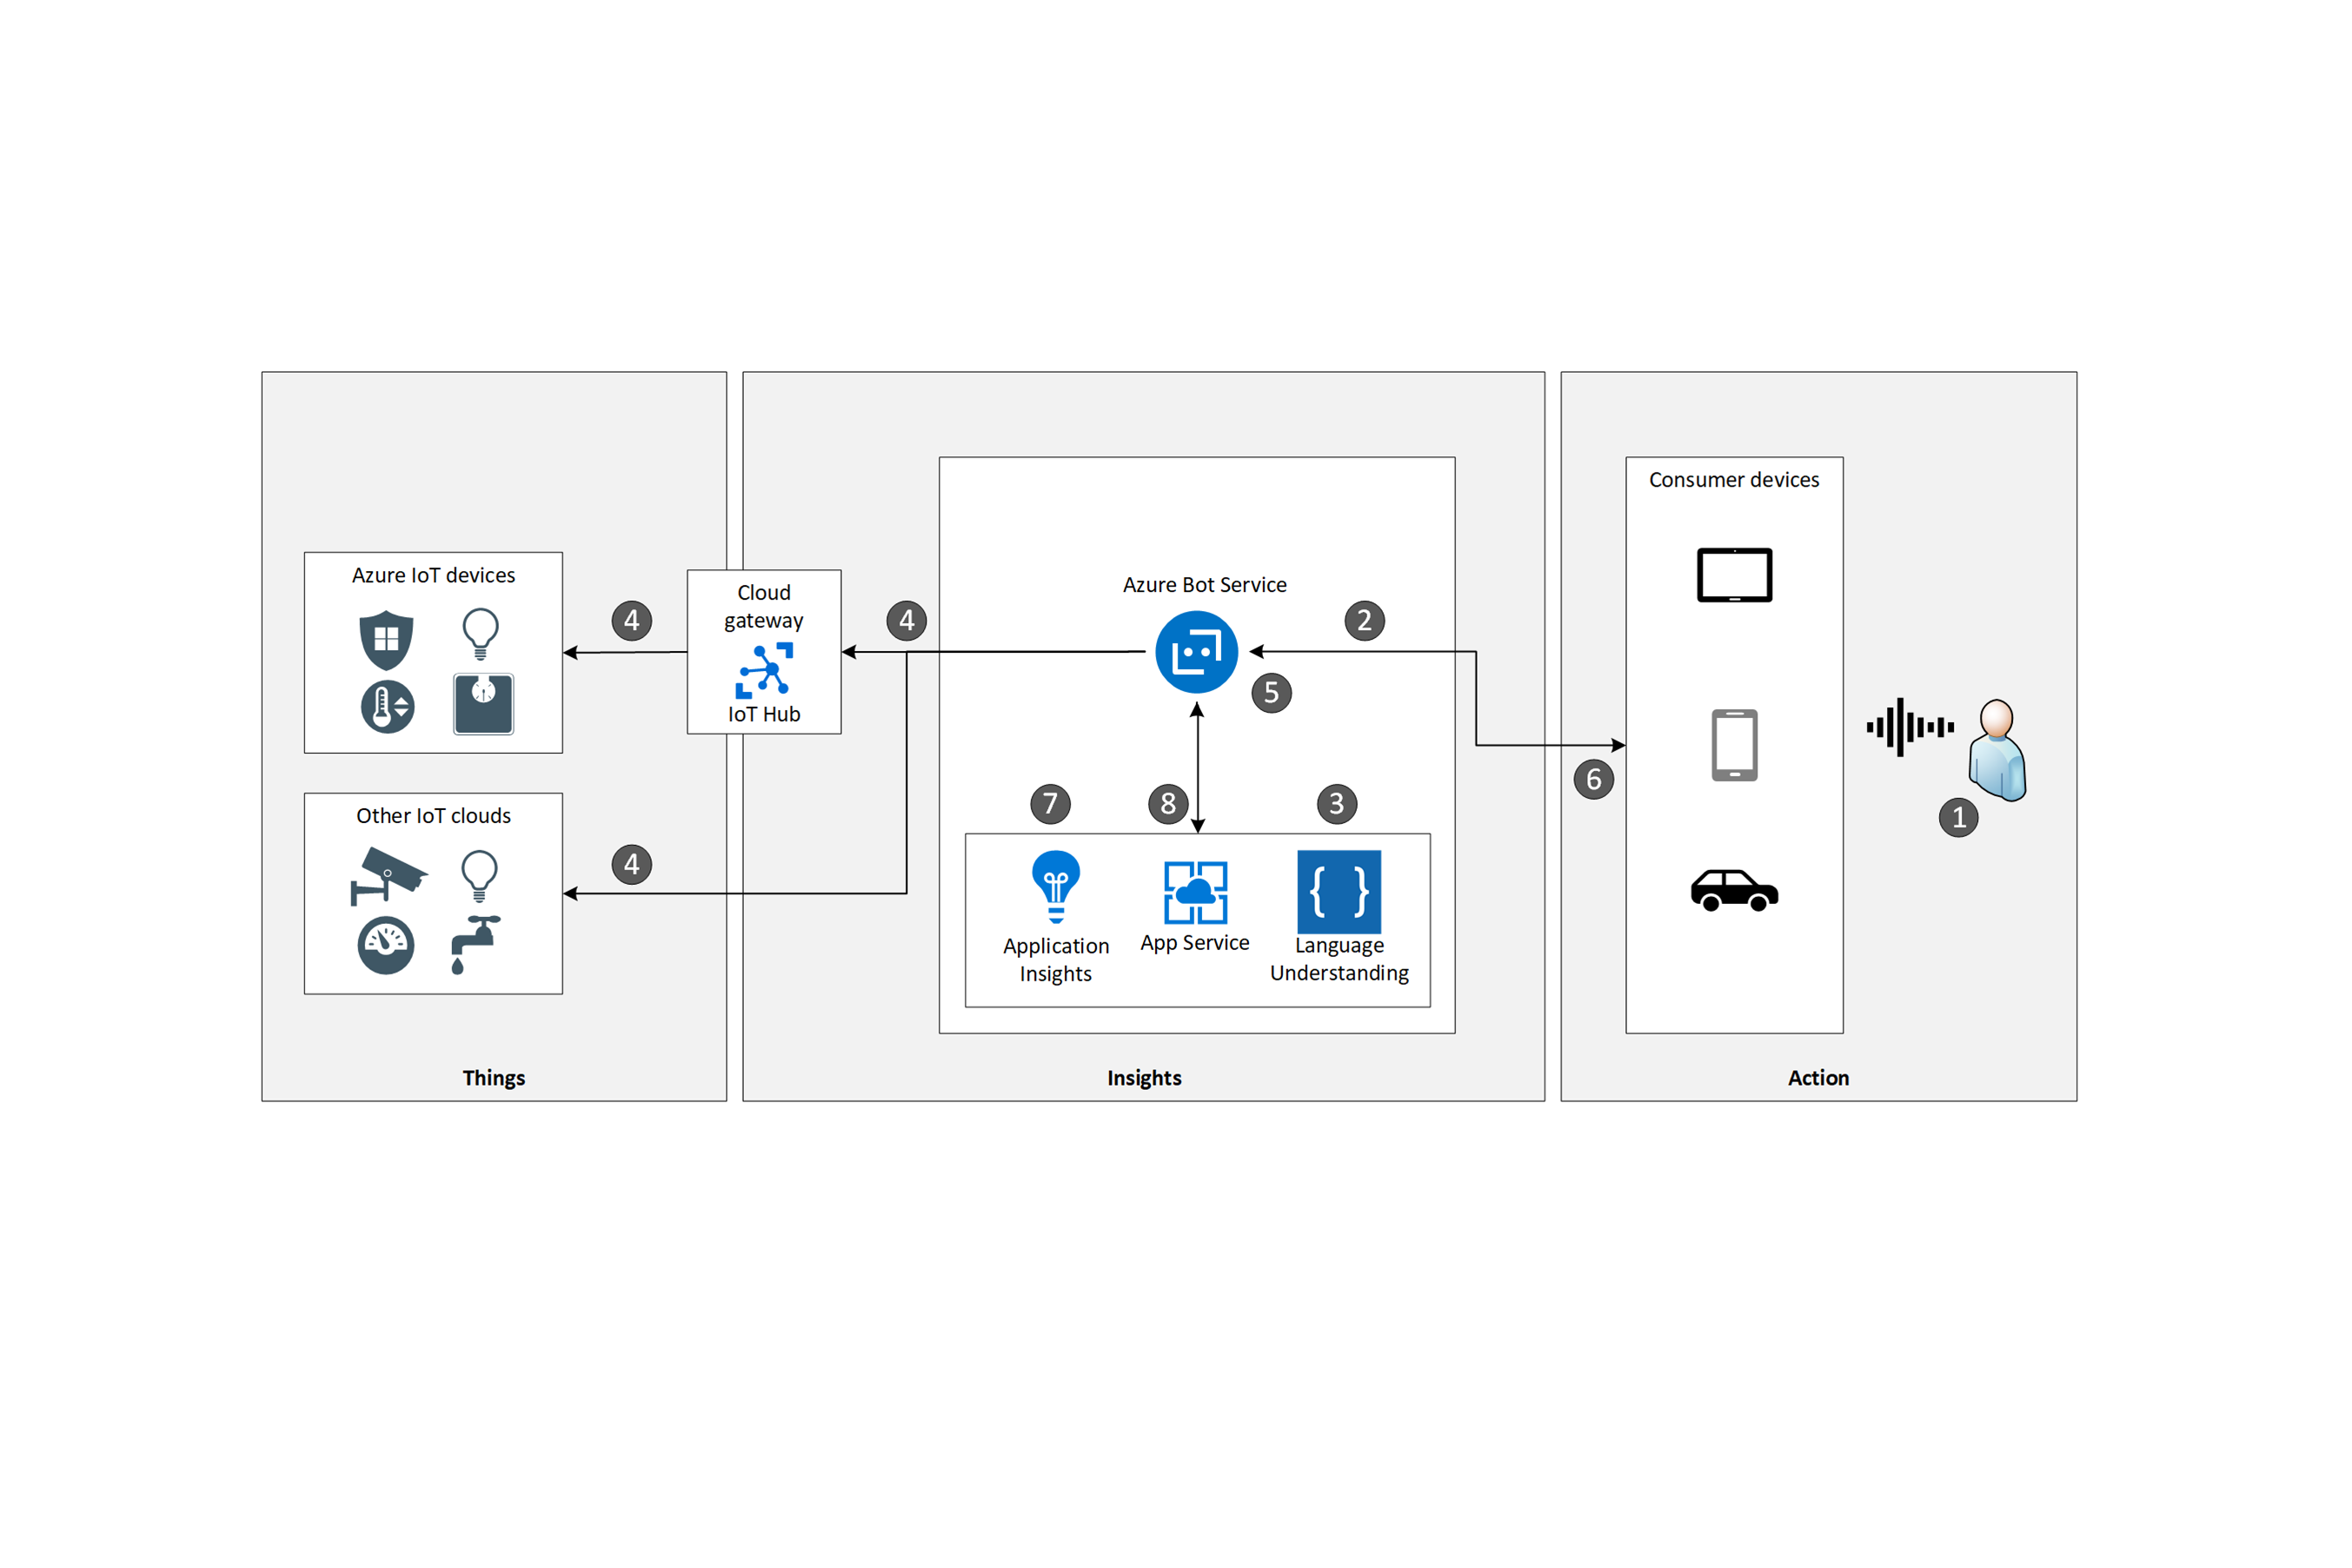 Consumer devices
Azure IoT devices
Azure Bot Service
Cloud
gateway
IoT Hub
4
4
2
5
6
1
7
8
3
Other IoT clouds
4
Application
Insights
App Service
{ }
Language
Understanding
Things
Insights
Action